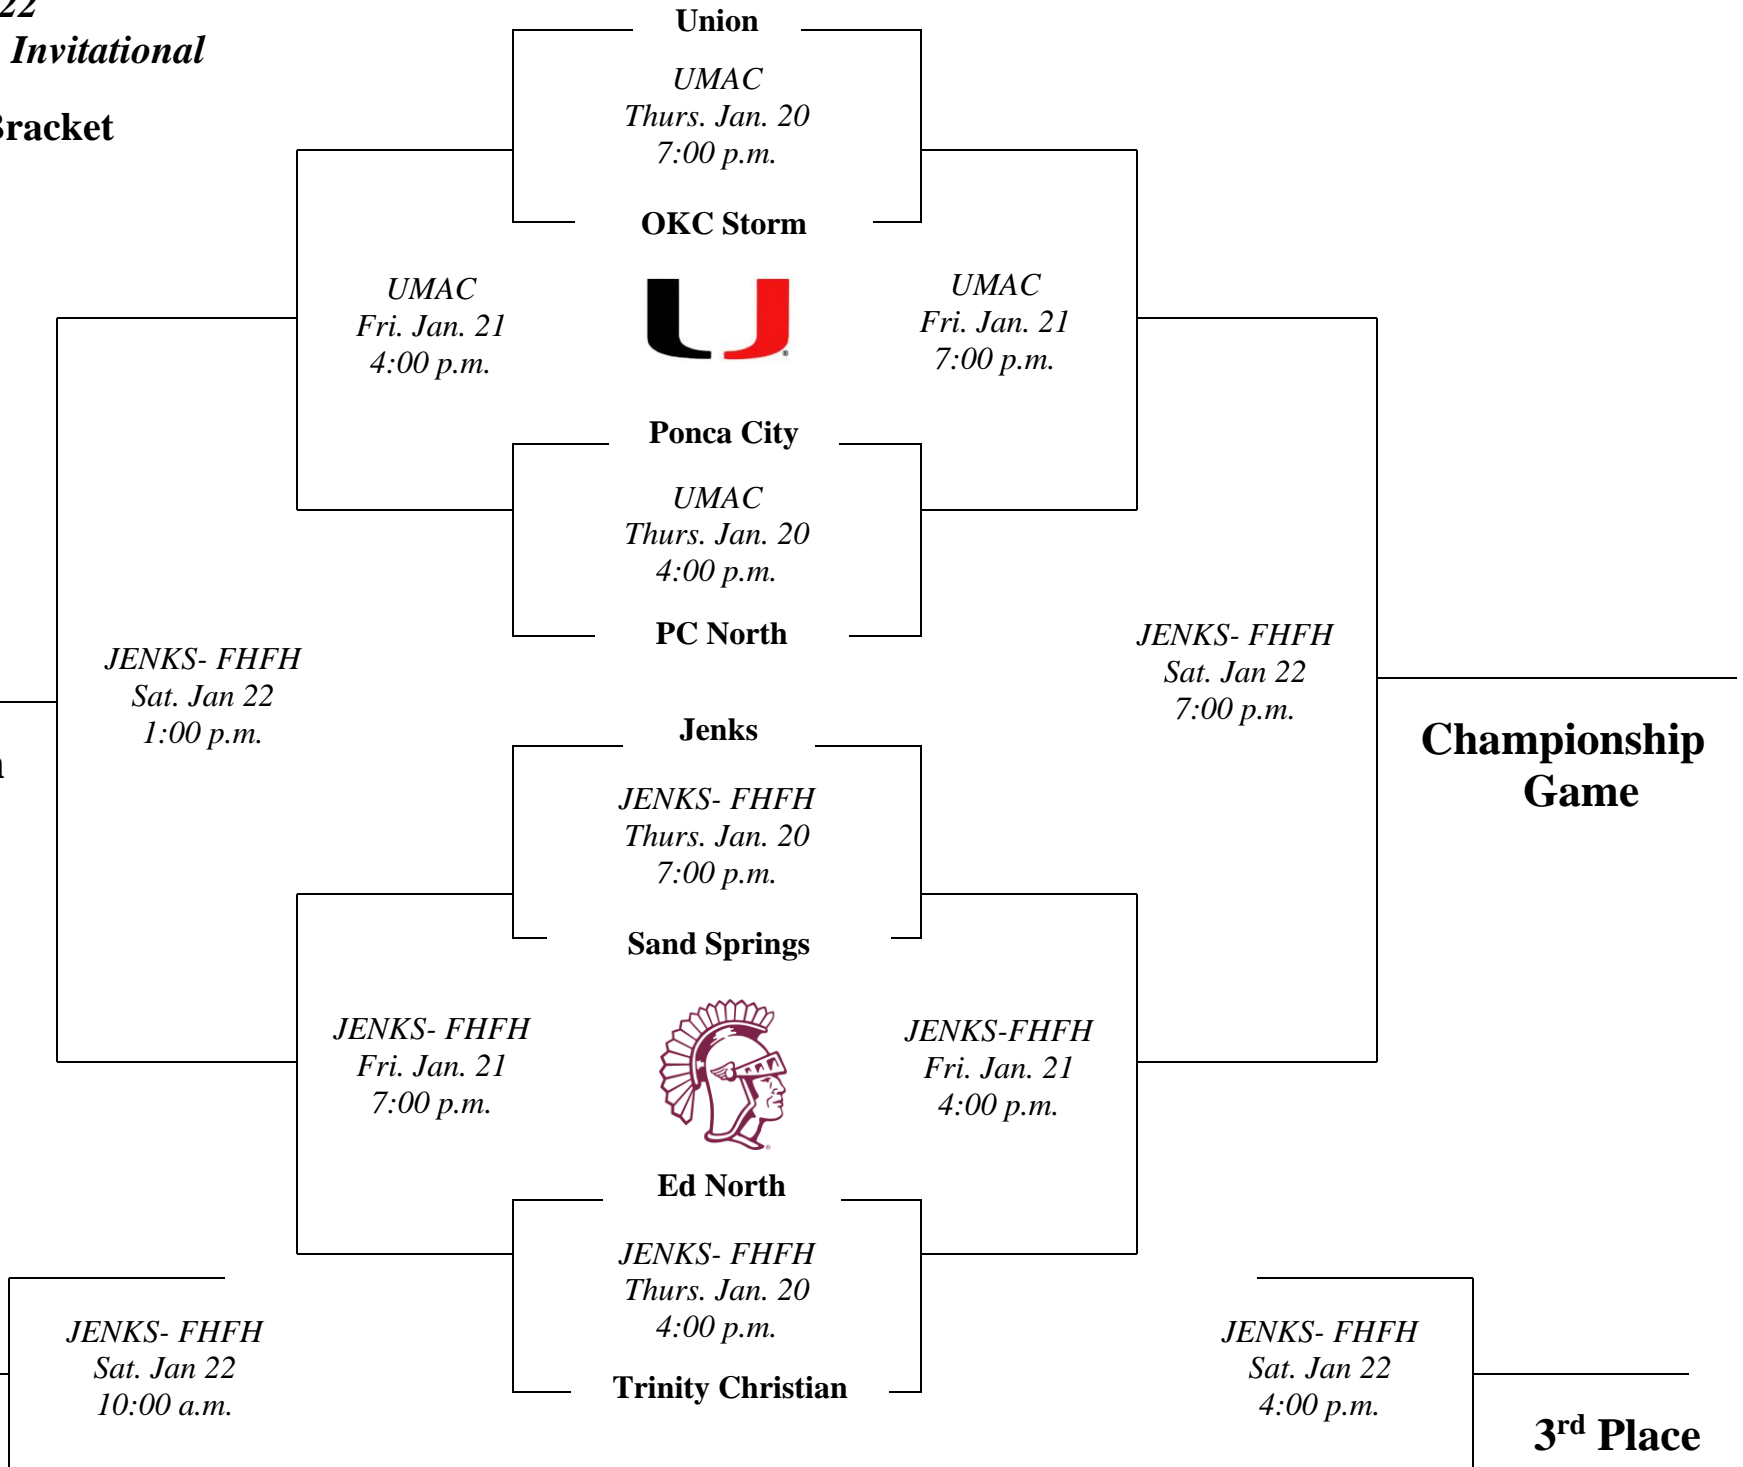 22
Invitational
Bracket
Union
UMAC
Thurs. Jan. 20
7:00 p.m.
OKC Storm
UMAC
Fri. Jan. 21
4:00 p.m.
UMAC
Fri. Jan. 21
7:00 p.m.
Ponca City
UMAC
Thurs. Jan. 20
4:00 p.m.
PC North
JENKS- FHFH
Sat. Jan 22
1:00 p.m.
JENKS- FHFH
Sat. Jan 22
7:00 p.m.
Championship
Game
Jenks
JENKS- FHFH
Thurs. Jan. 20
7:00 p.m.
Sand Springs
JENKS- FHFH
Fri. Jan. 21
7:00 p.m.
JENKS-FHFH
Fri. Jan. 21
4:00 p.m.
Ed North
JENKS- FHFH
Thurs. Jan. 20
4:00 p.m.
Trinity Christian
JENKS- FHFH
Sat. Jan 22
10:00 a.m.
JENKS- FHFH
Sat. Jan 22
4:00 p.m.
3rd Place